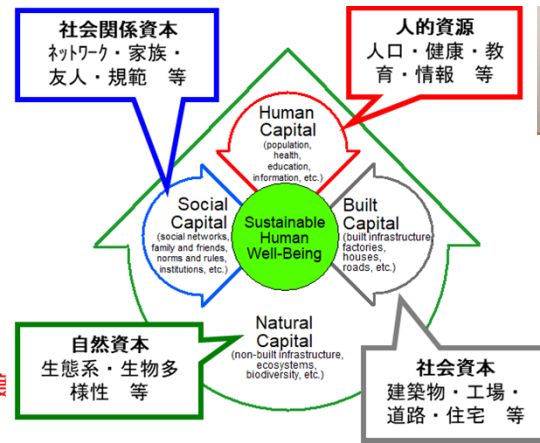 社会関係資本
ﾈｯﾄﾜｰｸ・家族・
友人・規範　等
人的資源
人口・健康・教
育・情報　等
Human
Capital
(population,
health,
education,
information, etc.)
Social
Capital
(social networks,
family and friends,
norms and rules,
institutions, etc.)
Sustainable
Human
Well-Being
Built
Capital
(built infrastructure,
factories,
houses,
roads, etc.)
Natural
Capital
(non-built infrastructure,
ecosystems,
biodiversity, etc.)
自然資本
生態系・生物多
様性　等
社会資本
建築物・工場・
道路・住宅　等